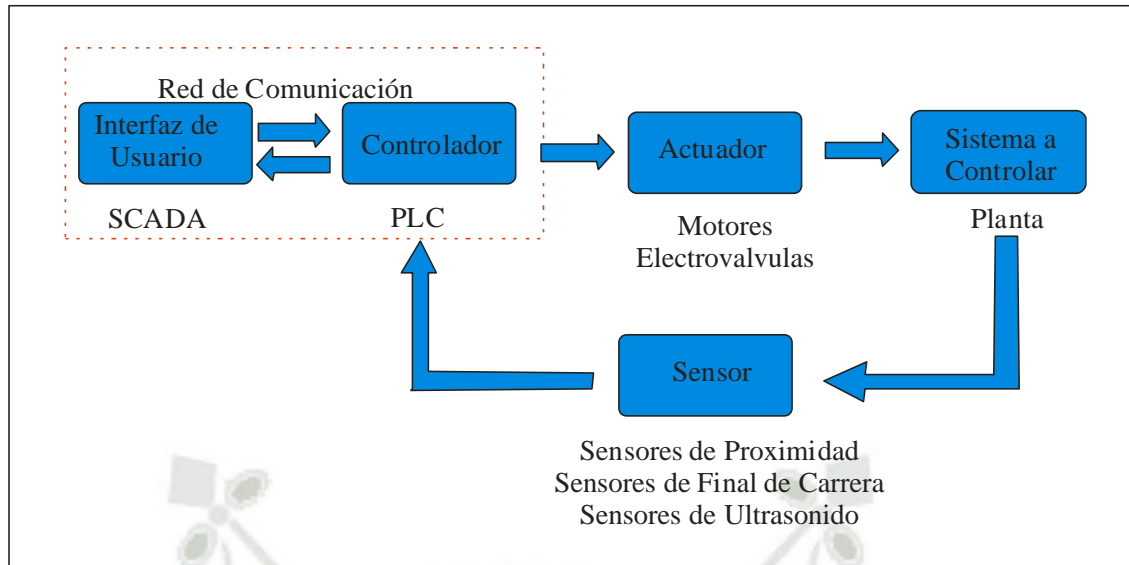 Red de Comunicación
Interfaz de
Usuario
Controlador
Actuador
Sistema a
Controlar
SCADA
PLC
Motores
Electrovalvulas
Planta
Sensor
Sensores de Proximidad
Sensores de Final de Carrera
Sensores de Ultrasonido